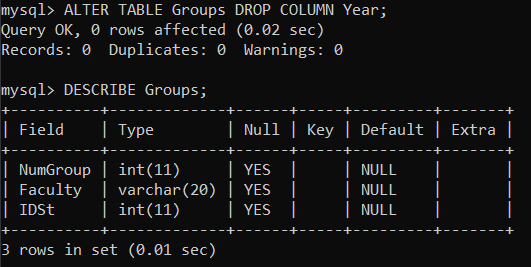 mysql> ALTER TABLE Groups DROP COLUMN Year;
Query OK, 0 rows affected (0.02 sec)
Records: 0  Duplicates: 0  Warnings: 0

mysql> DESCRIBE Groups;
+----------+-------------+------+-----+---------+-------+
| Field    | Type        | Null | Key | Default | Extra |
+----------+-------------+------+-----+---------+-------+
| NumGroup | int(11)     | YES  |     | NULL    |       |
| Faculty  | varchar(20) | YES  |     | NULL    |       |
| IDSt     | int(11)     | YES  |     | NULL    |       |
+----------+-------------+------+-----+---------+-------+
3 rows in set (0.01 sec)